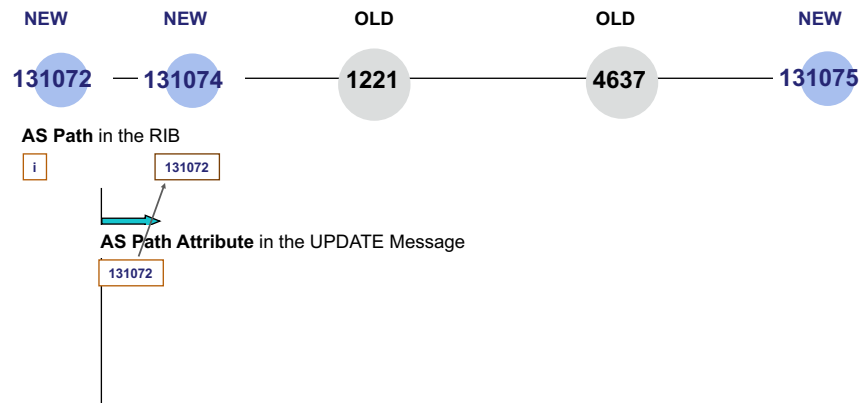 NEW NEW OLD OLD NEW
131072 131074 1221 4637 131075
AS Path in the RIB
i 131072
AS Path Attribute in the UPDATE Message
131072